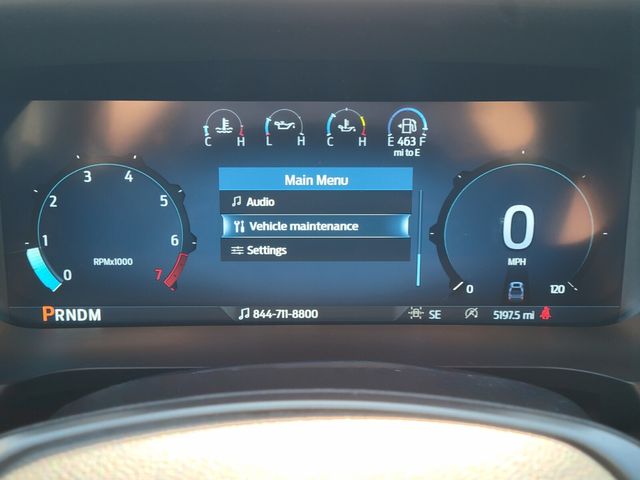 C H L H C H E 463 F
mi to E
Main Menu
Audio
Vehicle maintenance
Settings
0 1 2 3 4 5 6 7
RPMx1000
0
MPH
0 120
PRNDM
844-711-8800
SE
5197.5 mi